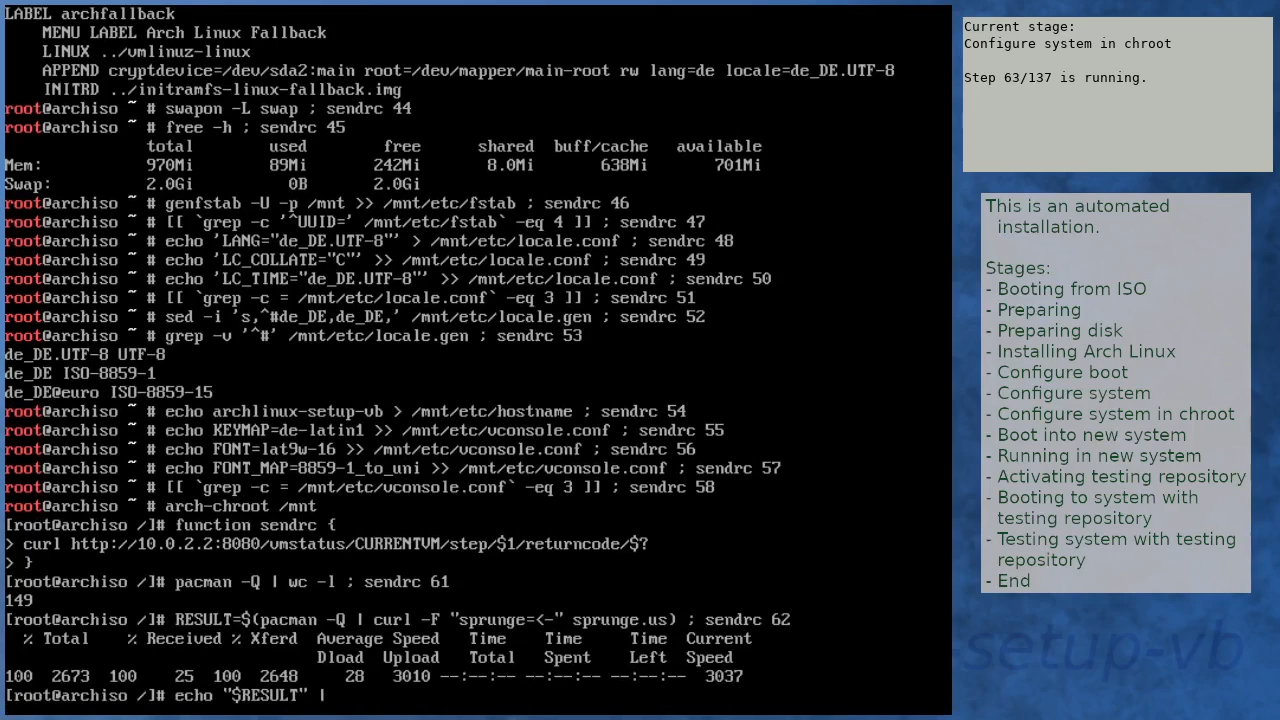 LABEL archfallback
    MENU LABEL Arch Linux Fallback
    LINUX ../vmlinuz-linux
    APPEND cryptdevice=/dev/sda2:main root=/dev/mapper/main-root rw lang=de locale=de_DE.UTF-8
    INITRD ../initramfs-linux-fallback.img
root@archiso ~ # swapon -L swap ; sendrc 44
root@archiso ~ # free -h ; sendrc 45
               total        used        free      shared  buff/cache   available
Mem:           970Mi        89Mi       242Mi       8.0Mi       638Mi       701Mi
Swap:          2.0Gi          0B       2.0Gi
root@archiso ~ # genfstab -U -p /mnt >> /mnt/etc/fstab ; sendrc 46
root@archiso ~ # [[ `grep -c '^UUID=' /mnt/etc/fstab` -eq 4 ]] ; sendrc 47
root@archiso ~ # echo 'LANG="de_DE.UTF-8"' > /mnt/etc/locale.conf ; sendrc 48
root@archiso ~ # echo 'LC_COLLATE="C"' >> /mnt/etc/locale.conf ; sendrc 49
root@archiso ~ # echo 'LC_TIME="de_DE.UTF-8"' >> /mnt/etc/locale.conf ; sendrc 50
root@archiso ~ # [[ `grep -c = /mnt/etc/locale.conf` -eq 3 ]] ; sendrc 51
root@archiso ~ # sed -i 's,^#de_DE,de_DE,' /mnt/etc/locale.gen ; sendrc 52
root@archiso ~ # grep -v '^#' /mnt/etc/locale.gen ; sendrc 53
de_DE.UTF-8 UTF-8
de_DE ISO-8859-1
de_DE@euro ISO-8859-15
root@archiso ~ # echo archlinux-setup-vb > /mnt/etc/hostname ; sendrc 54
root@archiso ~ # echo KEYMAP=de-latin1 >> /mnt/etc/vconsole.conf ; sendrc 55
root@archiso ~ # echo FONT=lat9w-16 >> /mnt/etc/vconsole.conf ; sendrc 56
root@archiso ~ # echo FONT_MAP=8859-1_to_uni >> /mnt/etc/vconsole.conf ; sendrc 57
root@archiso ~ # [[ `grep -c = /mnt/etc/vconsole.conf` -eq 3 ]] ; sendrc 58
root@archiso ~ # arch-chroot /mnt
[root@archiso /]# function sendrc {
> curl http://10.0.2.2:8080/vmstatus/CURRENTVM/step/$1/returncode/$?
> }
[root@archiso /]# pacman -Q | wc -l ; sendrc 61
149
[root@archiso /]# RESULT=$(pacman -Q | curl -F "sprunge=<-" sprunge.us) ; sendrc 62
  % Total    % Received % Xferd  Average Speed   Time    Time     Time  Current
                                 Dload  Upload   Total   Spent    Left  Speed
100  2673  100    25  100  2648     28   3010 --:--:-- --:--:-- --:--:--  3037
[root@archiso /]# echo "$RESULT" |
Current stage:
Configure system in chroot
Step 63/137 is running.
This is an automated
installation.
Stages:
- Booting from ISO
- Preparing
- Preparing disk
- Installing Arch Linux
- Configure boot
- Configure system
- Configure system in chroot
- Boot into new system
- Running in new system
- Activating testing repository
- Booting to system with
testing repository
- Testing system with testing
repository
- End
setup-vb